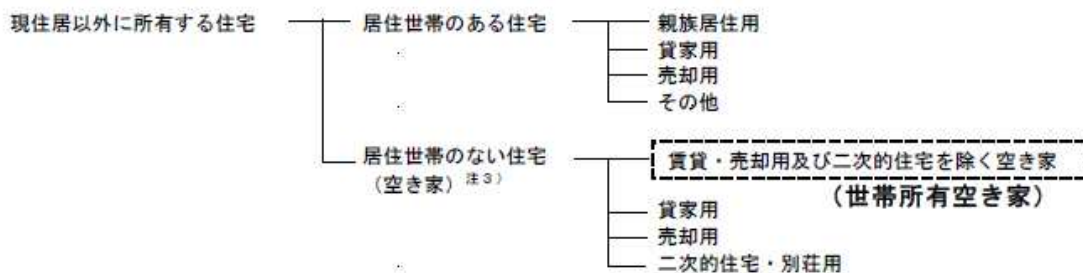 現住居以外に所有する住宅
居住世帯のある住宅
親族居住用
貸家用
売却用
その他
居住世帯のない住宅
（空き家）注３）
賃貸・売却用及び二次的住宅を除く空き家
（世帯所有空き家）
貸家用
売却用
二次的住宅・別荘用